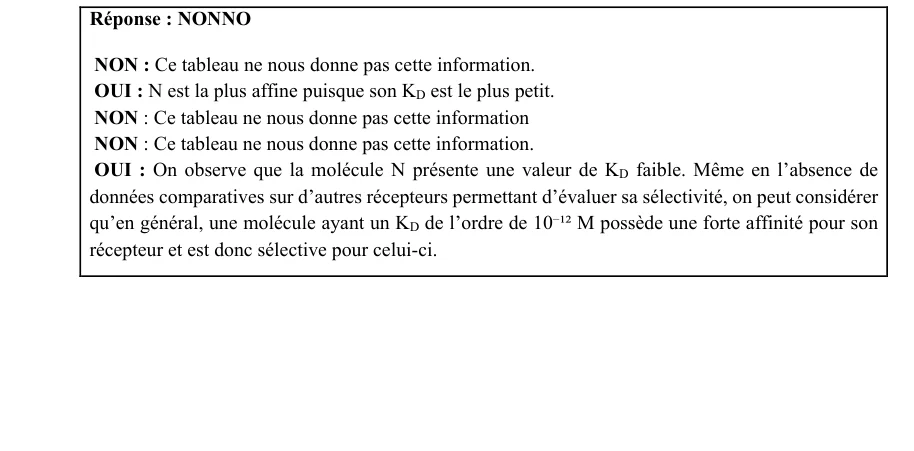 Réponse : NONNO
NON : Ce tableau ne nous donne pas cette information.
OUI : N est la plus affine puisque son KD est le plus petit.
NON : Ce tableau ne nous donne pas cette information
NON : Ce tableau ne nous donne pas cette information.
OUI : On observe que la molécule N présente une valeur de KD faible. Même en l’absence de
données comparatives sur d’autres récepteurs permettant d’évaluer sa sélectivité, on peut considérer
qu’en général, une molécule ayant un KD de l’ordre de 10⁻¹² M possède une forte affinité pour son
récepteur et est donc sélective pour celui-ci.